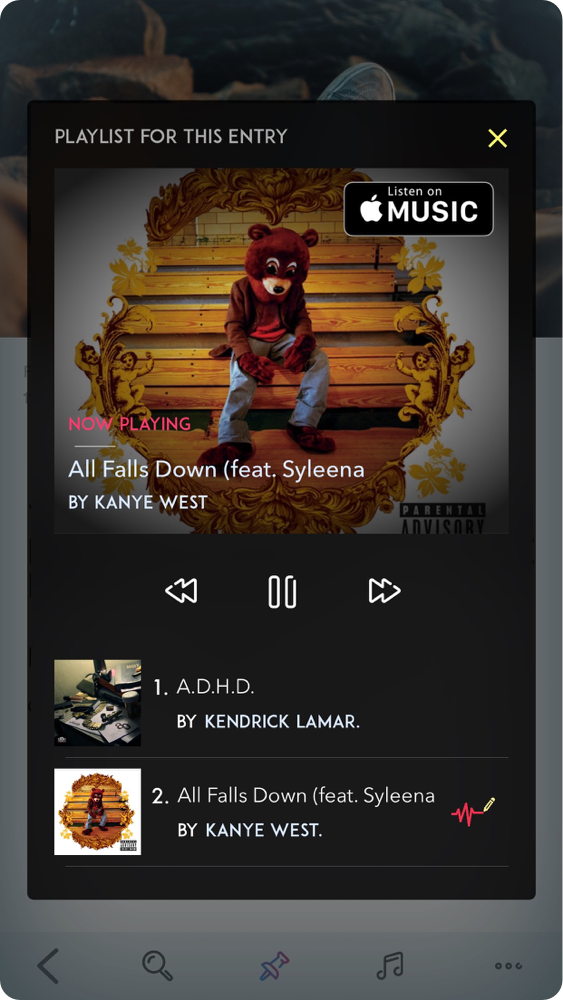 PLAYLIST FOR THIS ENTRY
Listen on
MUSIC
NOW PLAYING
All Falls Down (feat. Syleena
BY KANYE WEST
PARENTAL
ADVISORY
1. A.D.H.D.
BY KENDRICK LAMAR.
2. All Falls Down (feat. Syleena
BY KANYE WEST.